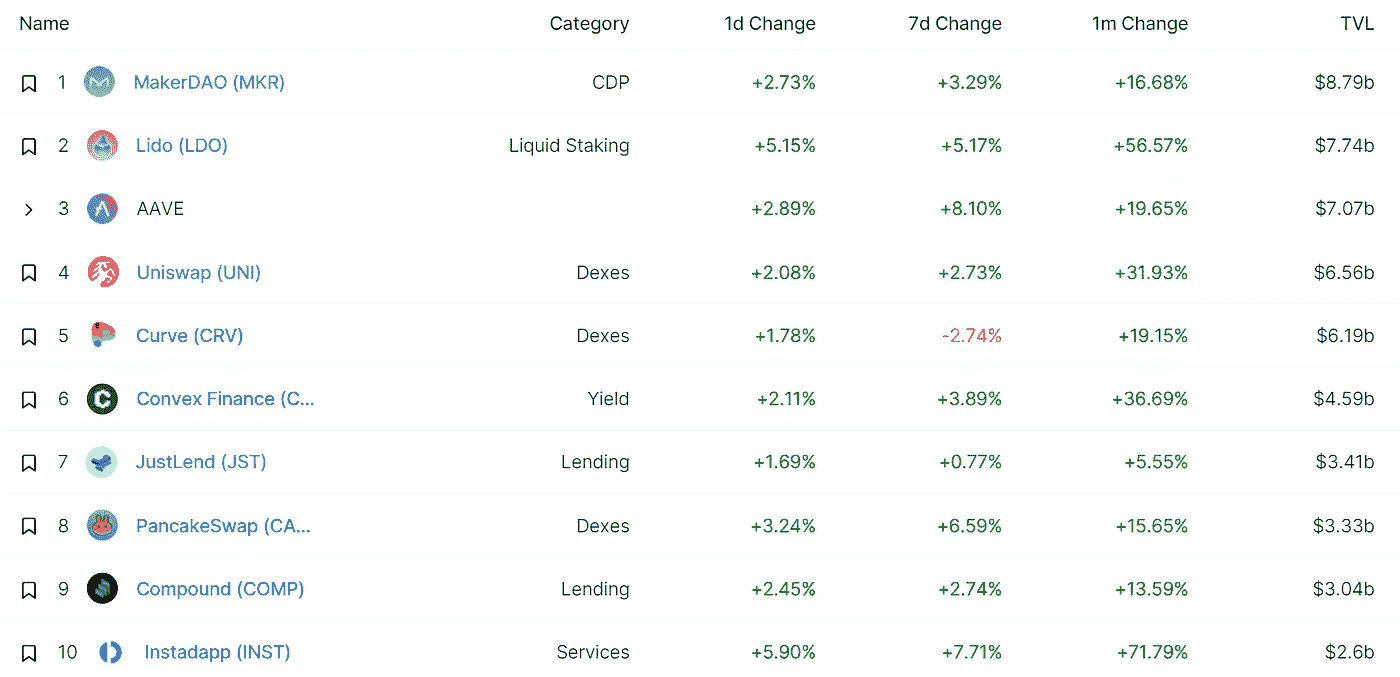 Name Category 1d Change 7d Change 1m Change TVL
1 MakerDAO (MKR) CDP +2.73% +3.29% +16.68% $8.79b
2 Lido (LDO) Liquid Staking +5.15% +5.17% +56.57% $7.74b
3 AAVE +2.89% +8.10% +19.65% $7.07b
4 Uniswap (UNI) Dexes +2.08% +2.73% +31.93% $6.56b
5 Curve (CRV) Dexes +1.78% -2.74% +19.15% $6.19b
6 Convex Finance (C... Yield +2.11% +3.89% +36.69% $4.59b
7 JustLend (JST) Lending +1.69% +0.77% +5.55% $3.41b
8 PancakeSwap (CA... Dexes +3.24% +6.59% +15.65% $3.33b
9 Compound (COMP) Lending +2.45% +2.74% +13.59% $3.04b
10 Instadapp (INST) Services +5.90% +7.71% +71.79% $2.6b